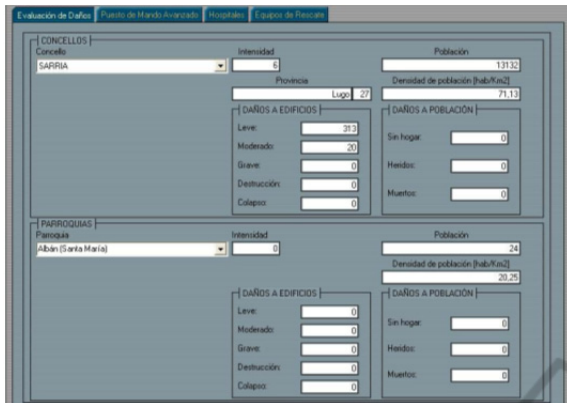 Evaluación de Daños Puesto de Mando Avanzado Hospitales Equipos de Rescate
CONCELLOS
Concello Intensidad Población
SARRIA 6 13132
Provincia Densidad de población [hab/Km2]
Lugo 27 71,13
DAÑOS A EDIFICIOS DAÑOS A POBLACIÓN
Leve: 313
Sin hogar: 0
Moderado: 20
Grave: 0 Heridos: 0
Destrucción: 0
Muertos: 0
Colapso: 0
PARROQUIAS
Parroquia Intensidad Población
Albán (Santa María) 0 24
Densidad de población [hab/Km2]
20,25
DAÑOS A EDIFICIOS DAÑOS A POBLACIÓN
Leve: 0
Sin hogar: 0
Moderado: 0
Grave: 0 Heridos: 0
Destrucción: 0
Muertos: 0
Colapso: 0